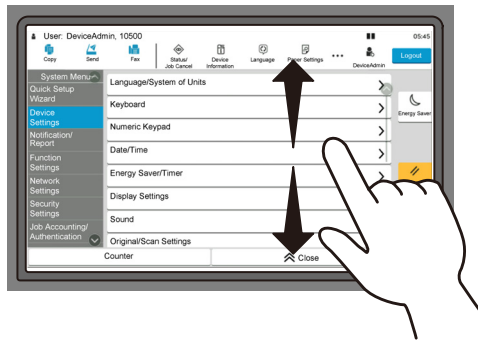 User: DeviceAdmin, 10500
05:45
Copy
Send
Fax
Status/
Job Cancel
Device
Information
Language
Paper Settings
DeviceAdmin
Logout
System Menu
Quick Setup
Wizard
Device
Settings
Notification/
Report
Function
Settings
Network
Settings
Security
Settings
Job Accounting/
Authentication
Language/System of Units
Keyboard
Numeric Keypad
Date/Time
Energy Saver/Timer
Display Settings
Sound
Original/Scan Settings
Energy Saver
Counter
Close